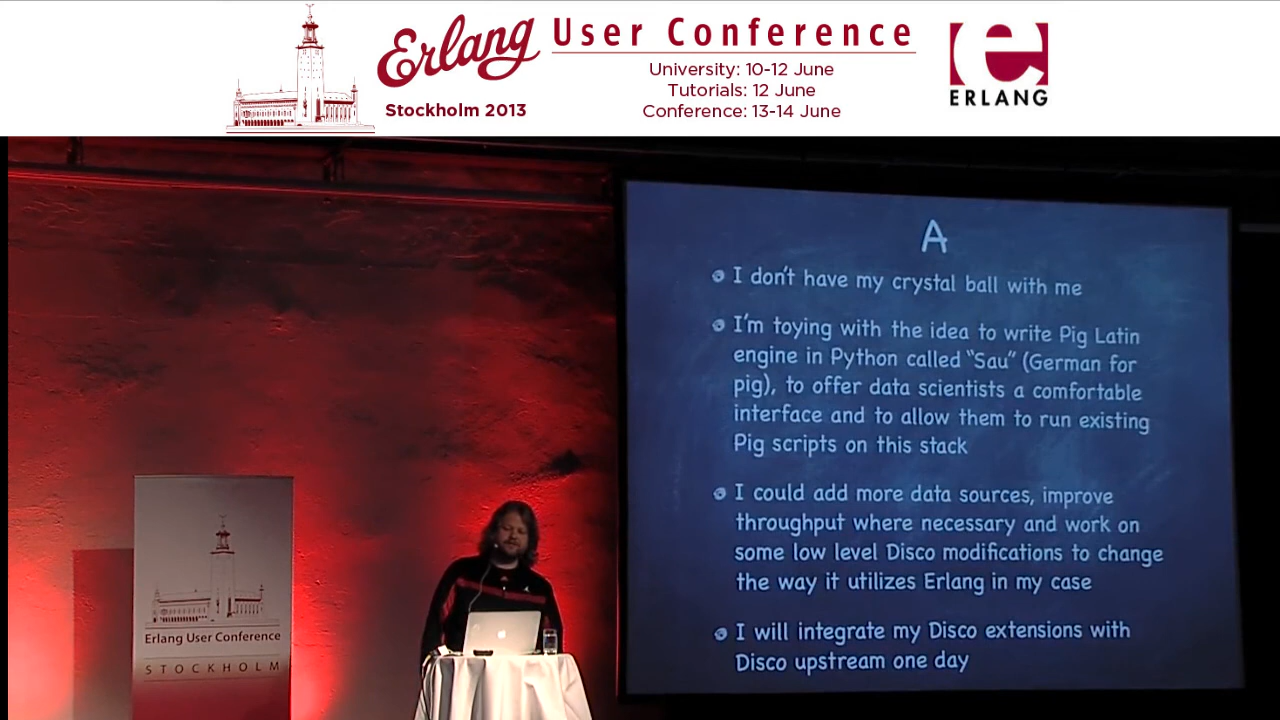 Erlang User Conference
Stockholm 2013
University: 10-12 June
Tutorials: 12 June
Conference: 13-14 June
ERLANG
A
I don't have my crystal ball with me
I'm toying with the idea to write Pig Latin
engine in Python called "Sau" (German for
pig), to offer data scientists a comfortable
interface and to allow them to run existing
Pig scripts on this stack
I could add more data sources, improve
throughput where necessary and work on
some low level Disco modifications to change
the way it utilizes Erlang in my case
I will integrate my Disco extensions with
Disco upstream one day
Erlang User Conference
STOCKHOLM